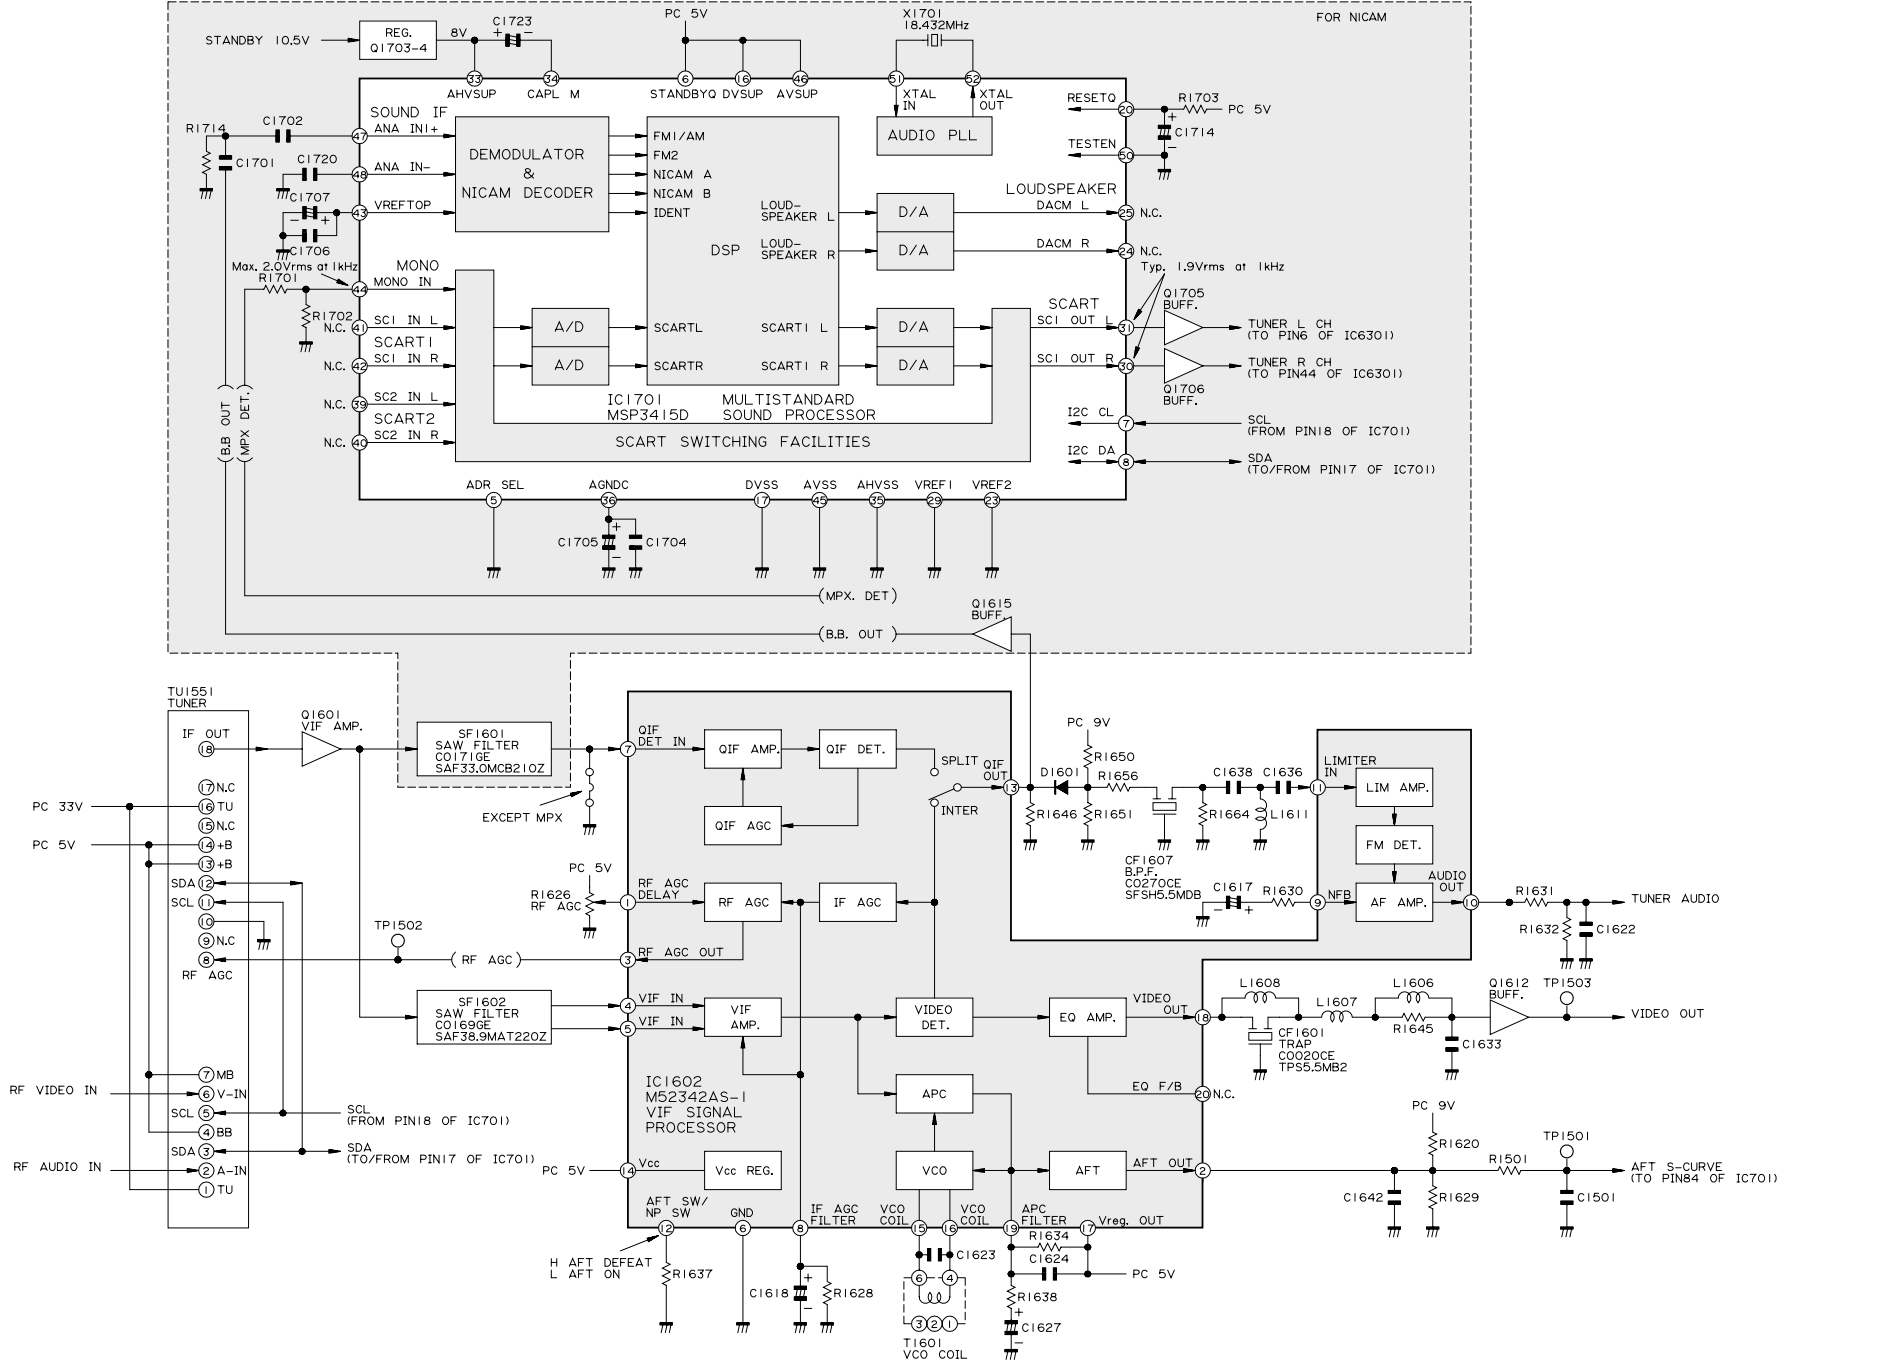 FOR NICAM
STANDBY 10.5V
REG.
Q1703-4
8V
C1723
+ −
PC 5V
X1701
18.432MHz
33
34
6
16
46
51
52
AHVSUP
CAPL M
STANDBYQ
DVSUP
AVSUP
XTAL
IN
XTAL
OUT
AUDIO PLL
RESETQ
20
R1703
PC 5V
+
C1714
−
TESTEN
50
R1714
C1702
C1701
SOUND IF
47
ANA IN1+
C1720
48
ANA IN-
C1707
− +
43
VREFTOP
C1706
DEMODULATOR
&
NICAM DECODER
FM1/AM
FM2
NICAM A
NICAM B
IDENT
DSP
LOUD-
SPEAKER L
LOUD-
SPEAKER R
D/A
D/A
LOUDSPEAKER
DACM L
25
N.C.
DACM R
24
N.C.
Max. 2.0Vrms at 1kHz
R1701
R1702
MONO
44
MONO IN
N.C.
41
SC1 IN L
SCART1
SC1 IN R
N.C.
42
N.C.
39
SC2 IN L
SCART2
SC2 IN R
N.C.
40
A/D
A/D
SCARTL
SCARTR
SCART1 L
SCART1 R
D/A
D/A
SCART
SC1 OUT L
31
SC1 OUT R
30
Typ. 1.9Vrms at 1kHz
Q1705
BUFF.
TUNER L CH
(TO PIN6 OF IC6301)
TUNER R CH
(TO PIN44 OF IC6301)
Q1706
BUFF.
I2C CL
7
SCL
(FROM PIN18 OF IC701)
I2C DA
8
SDA
(TO/FROM PIN17 OF IC701)
IC1701
MSP3415D
MULTISTANDARD
SOUND PROCESSOR
SCART SWITCHING FACILITIES
(B.B OUT)
(MPX DET.)
ADR SEL
5
AGNDC
36
DVSS
17
AVSS
45
AHVSS
35
VREF1
29
VREF2
23
+
C1705
−
C1704
(MPX. DET)
(B.B. OUT )
Q1615
BUFF.
TU1551
TUNER
IF OUT
18
17 N.C
16 TU
15 N.C
14 +B
13 +B
SDA 12
SCL 11
10
9 N.C
8
RF AGC
7 MB
6 V-IN
SCL 5
4 BB
SDA 3
2 A-IN
1 TU
PC 33V
PC 5V
RF VIDEO IN
RF AUDIO IN
SCL
(FROM PIN18 OF IC701)
SDA
(TO/FROM PIN17 OF IC701)
Q1601
VIF AMP.
SF1601
SAW FILTER
CO171GE
SAF33.0MCB210Z
EXCEPT MPX
PC 5V
R1626
RF AGC
TP1502
( RF AGC )
SF1602
SAW FILTER
CO169GE
SAF38.9MAT220Z
7
QIF
DET IN
QIF AMP.
QIF DET.
QIF AGC
SPLIT
INTER
QIF
OUT
13
1
RF AGC
DELAY
RF AGC
IF AGC
3
RF AGC OUT
4
VIF IN
5
VIF IN
VIF
AMP.
VIDEO
DET.
EQ AMP.
VIDEO
OUT
18
EQ F/B
20
N.C.
IC1602
M52342AS-1
VIF SIGNAL
PROCESSOR
APC
VCO
AFT
AFT OUT
2
PC 5V
14
Vcc
Vcc REG.
AFT SW/
NP SW
12
GND
6
IF AGC
FILTER
8
VCO
COIL
15
VCO
COIL
16
APC
FILTER
19
Vreg. OUT
17
H AFT DEFEAT
L AFT ON
R1637
C1618
+
−
R1628
C1623
6 4
3 2 1
T1601
VCO COIL
R1634
C1624
PC 5V
R1638
+
C1627
−
PC 9V
R1650
D1601
R1656
R1646
R1651
CF1607
B.P.F.
CO270CE
SFSH5.5MDB
C1638
C1636
R1664
L1611
LIMITER
IN
11
LIM AMP.
FM DET.
AF AMP.
C1617
− +
R1630
9
NFB
AUDIO
OUT
10
R1631
R1632
C1622
TUNER AUDIO
L1608
CF1601
TRAP
CO020CE
TPS5.5MB2
L1607
L1606
R1645
C1633
Q1612
BUFF.
TP1503
VIDEO OUT
PC 9V
R1620
C1642
R1629
R1501
TP1501
C1501
AFT S-CURVE
(TO PIN84 OF IC701)